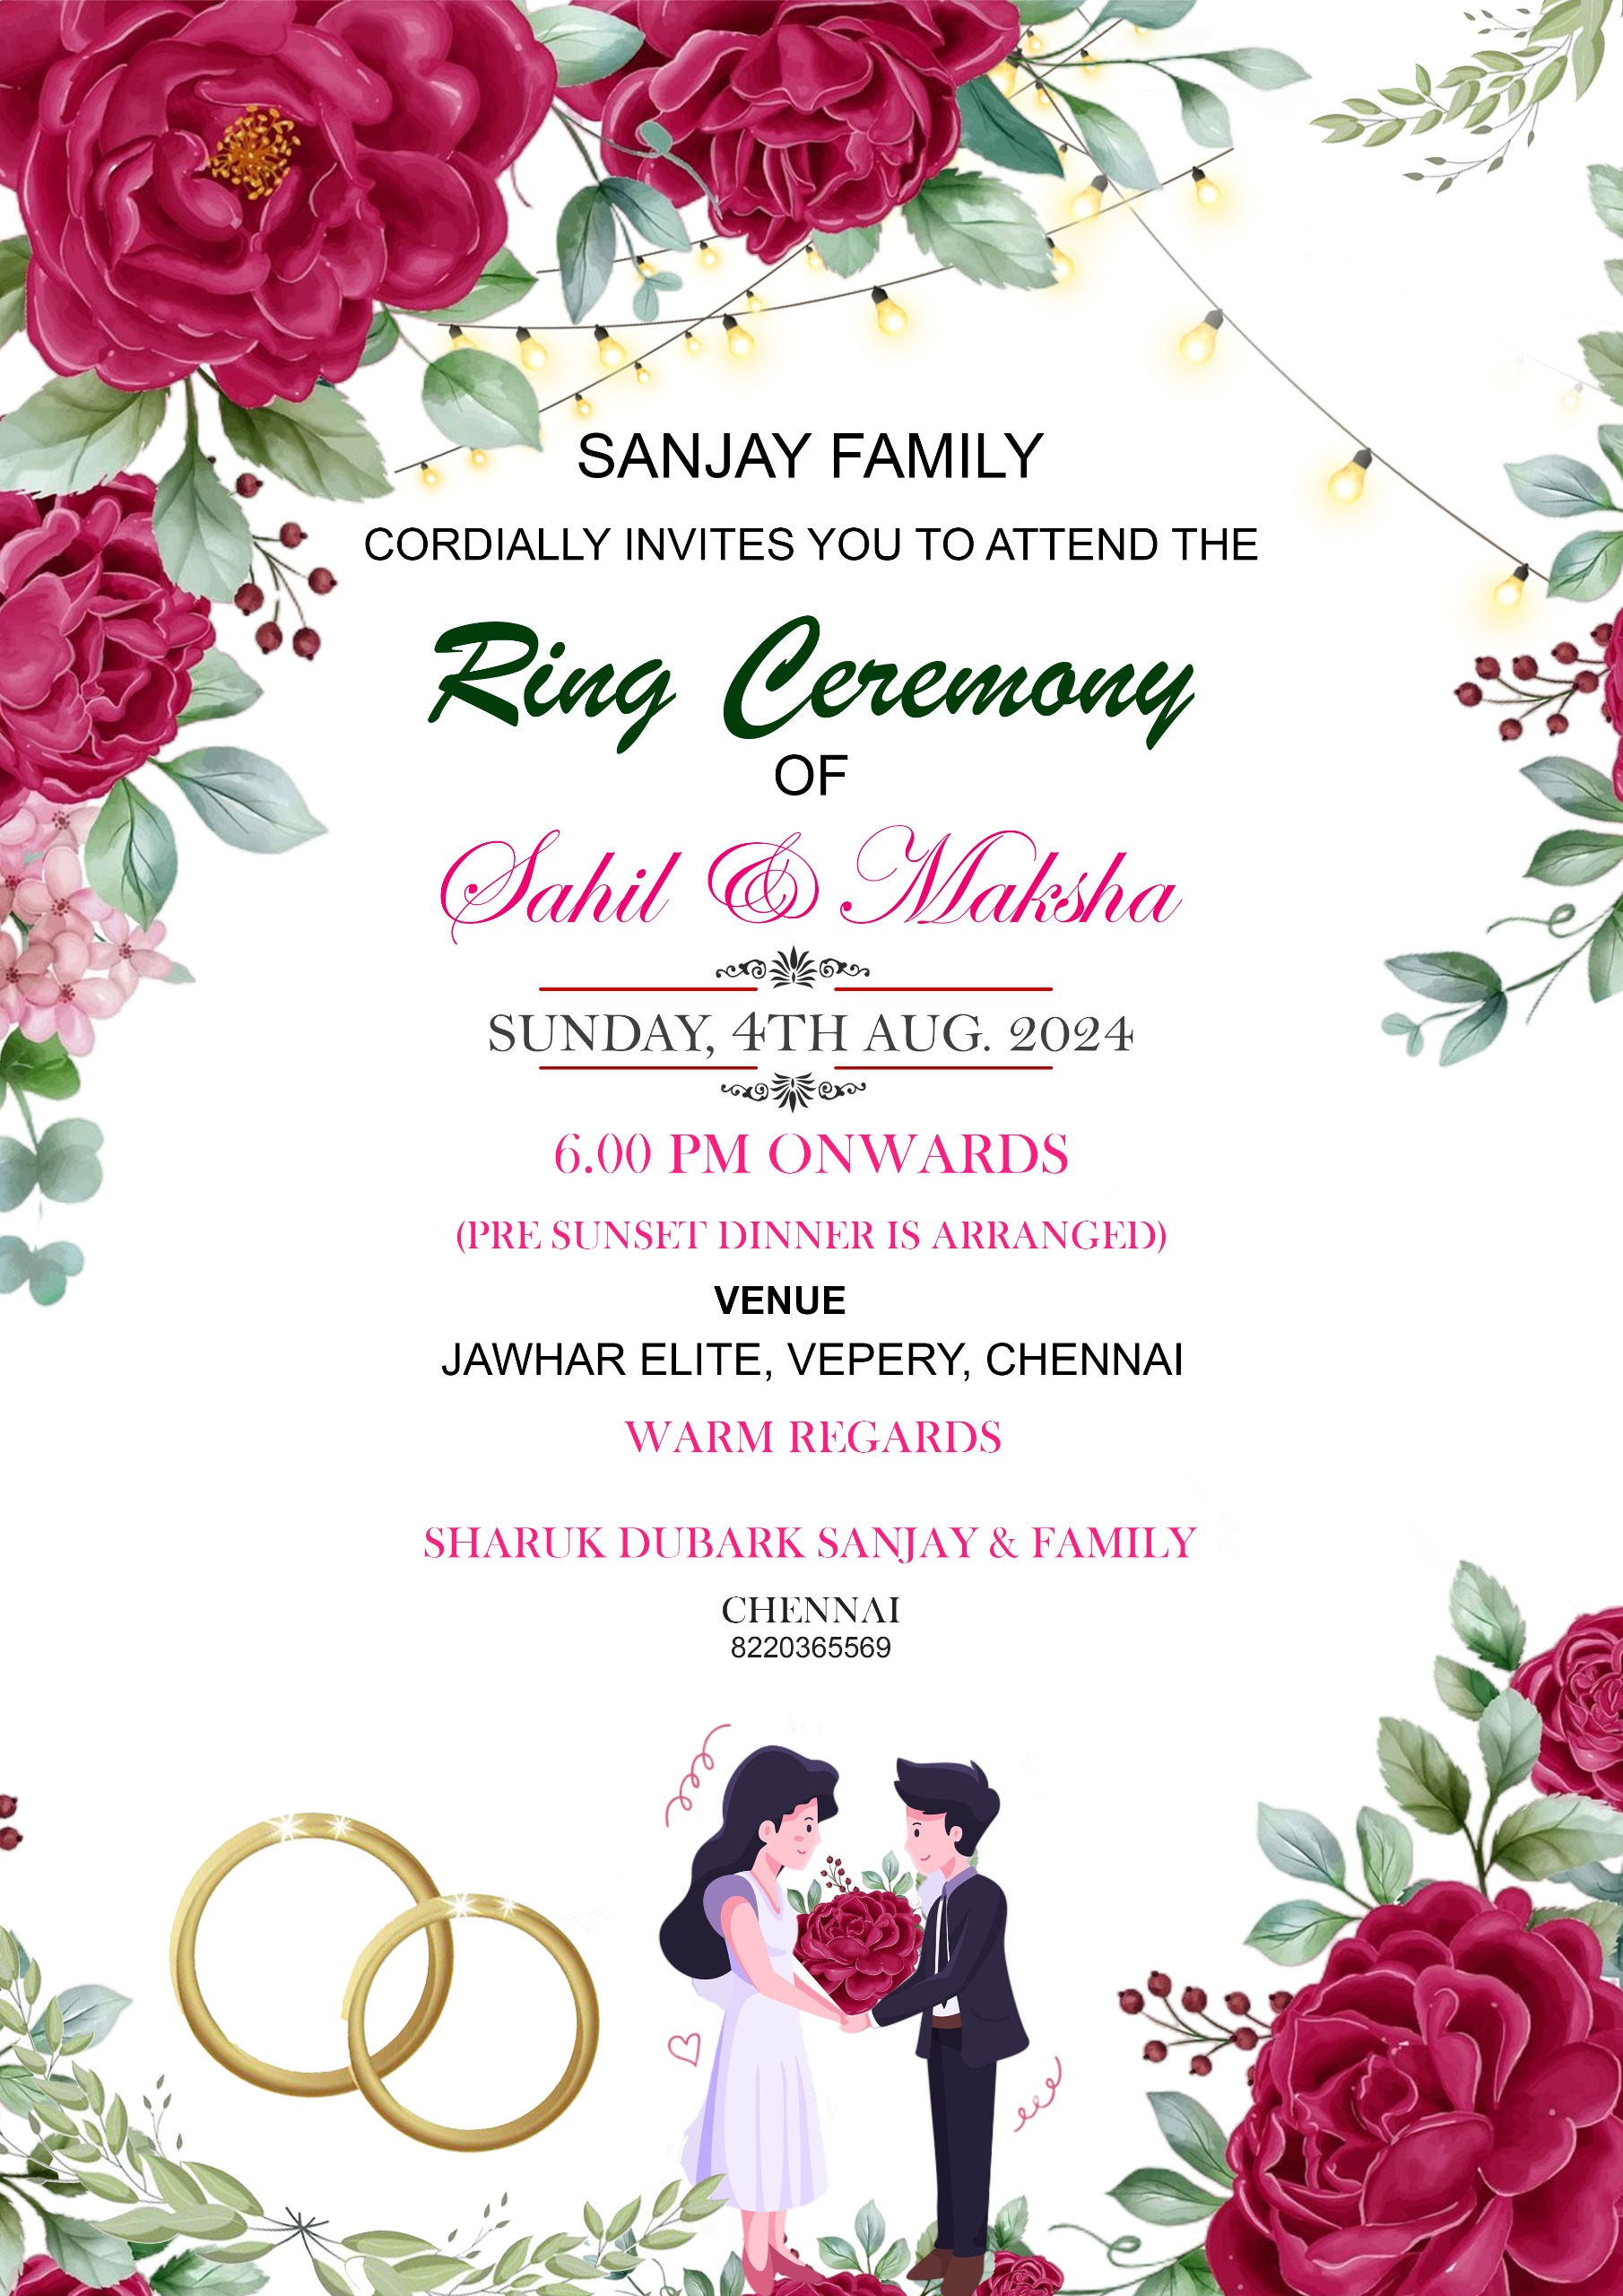 SANJAY FAMILY
CORDIALLY INVITES YOU TO ATTEND THE
Ring Ceremony
OF
Sahil & Maksha
SUNDAY, 4TH AUG. 2024
6.00 PM ONWARDS
(PRE SUNSET DINNER IS ARRANGED)
VENUE
JAWHAR ELITE, VEPERY, CHENNAI
WARM REGARDS
SHARUK DUBARK SANJAY & FAMILY
CHENNAI
8220365569